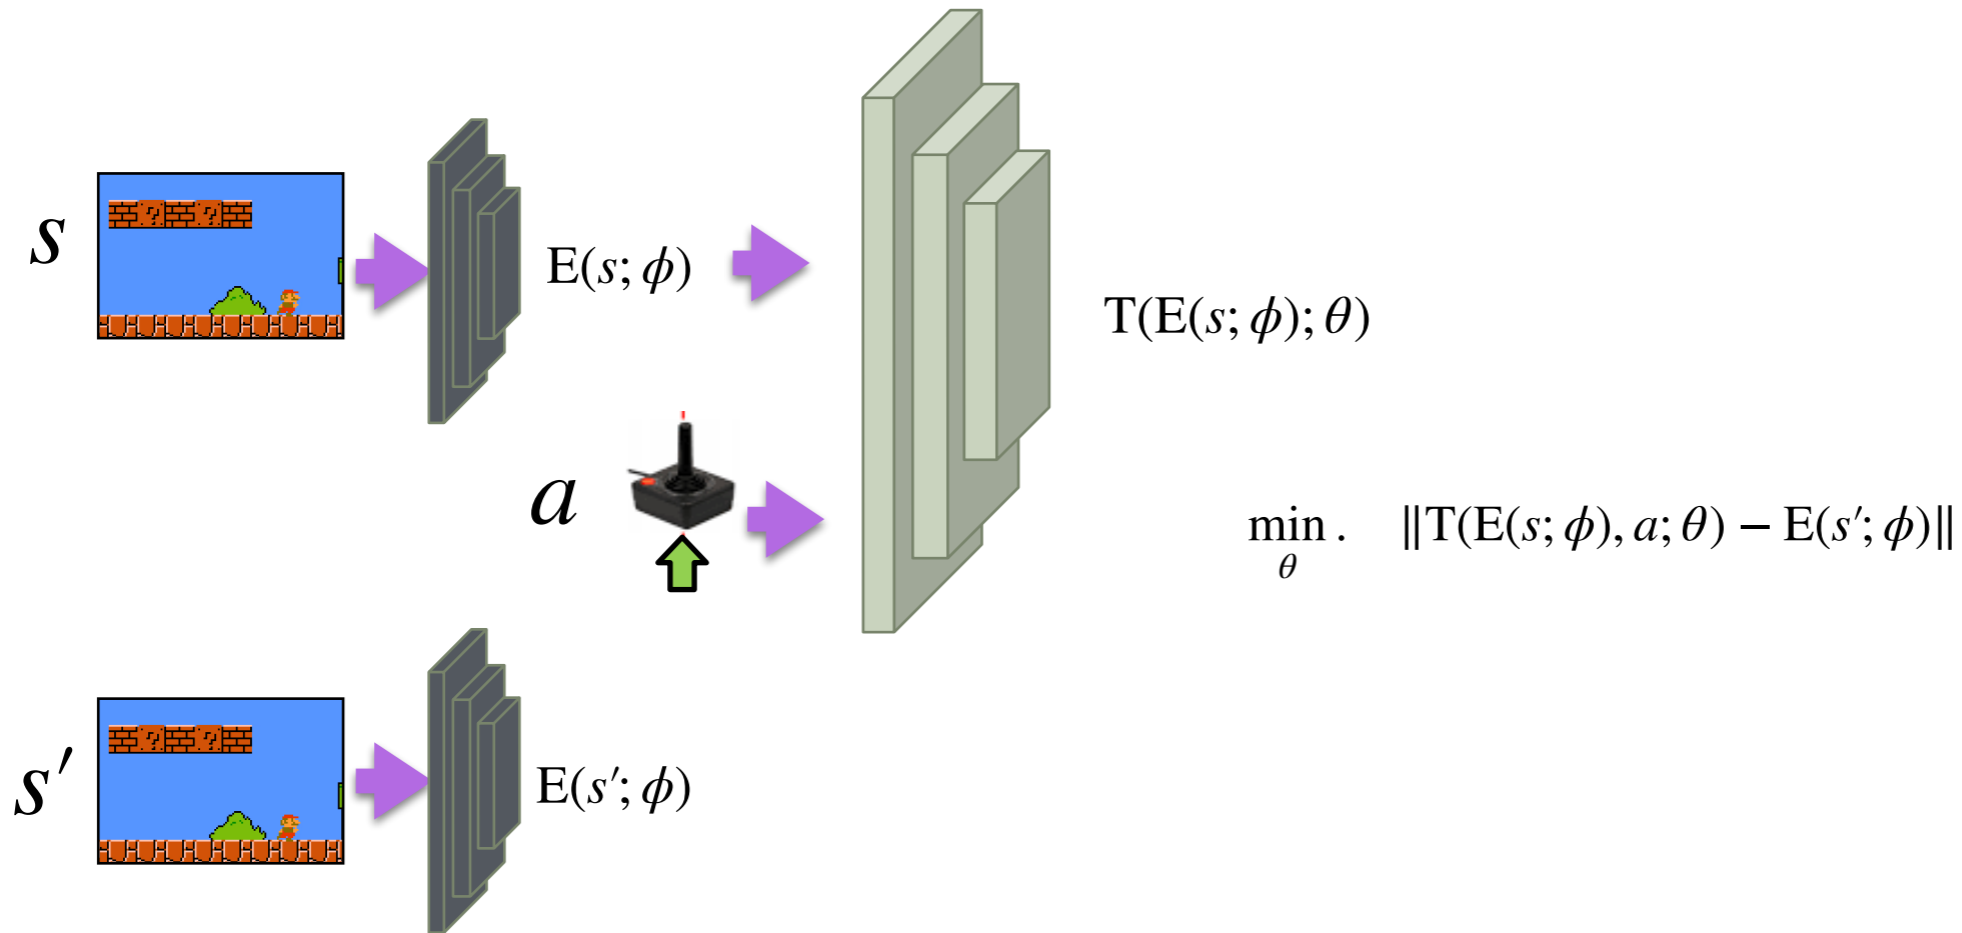 s
E(s; ϕ)
T(E(s; ϕ); θ)
a
min . ∥T(E(s; ϕ), a; θ) − E(s′; ϕ)∥
θ
s′
E(s′; ϕ)
? ?
? ?